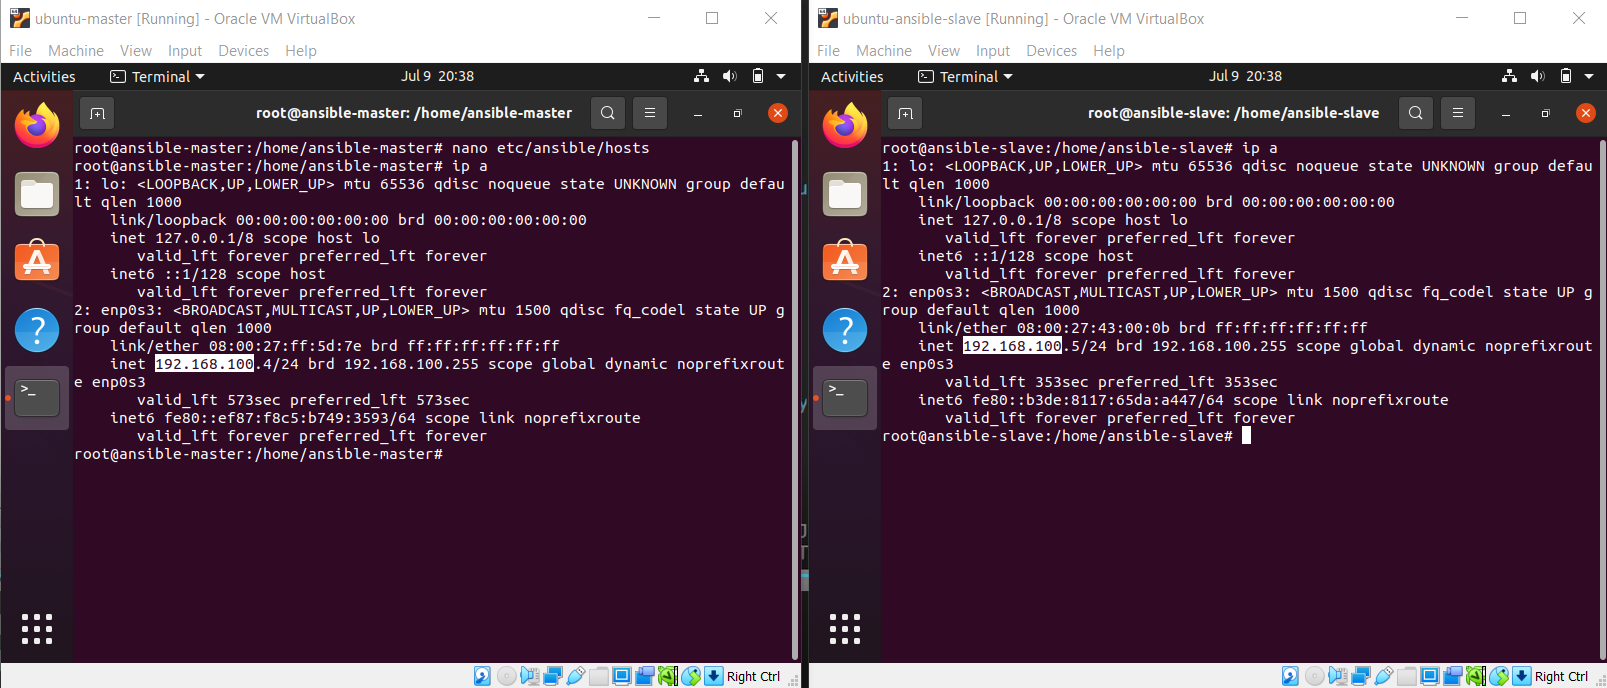 ubuntu-master [Running] - Oracle VM VirtualBox
File Machine View Input Devices Help
Activities Terminal Jul 9 20:38
root@ansible-master: /home/ansible-master
root@ansible-master:/home/ansible-master# nano etc/ansible/hosts
root@ansible-master:/home/ansible-master# ip a
1: lo: <LOOPBACK,UP,LOWER_UP> mtu 65536 qdisc noqueue state UNKNOWN group defau
lt qlen 1000
link/loopback 00:00:00:00:00:00 brd 00:00:00:00:00:00
inet 127.0.0.1/8 scope host lo
valid_lft forever preferred_lft forever
inet6 ::1/128 scope host
valid_lft forever preferred_lft forever
2: enp0s3: <BROADCAST,MULTICAST,UP,LOWER_UP> mtu 1500 qdisc fq_codel state UP g
roup default qlen 1000
link/ether 08:00:27:ff:5d:7e brd ff:ff:ff:ff:ff:ff
inet 192.168.100.4/24 brd 192.168.100.255 scope global dynamic noprefixrout
e enp0s3
valid_lft 573sec preferred_lft 573sec
inet6 fe80::ef87:f8c5:b749:3593/64 scope link noprefixroute
valid_lft forever preferred_lft forever
root@ansible-master:/home/ansible-master#
Right Ctrl
ubuntu-ansible-slave [Running] - Oracle VM VirtualBox
File Machine View Input Devices Help
Activities Terminal Jul 9 20:38
root@ansible-slave: /home/ansible-slave
root@ansible-slave:/home/ansible-slave# ip a
1: lo: <LOOPBACK,UP,LOWER_UP> mtu 65536 qdisc noqueue state UNKNOWN group defau
lt qlen 1000
link/loopback 00:00:00:00:00:00 brd 00:00:00:00:00:00
inet 127.0.0.1/8 scope host lo
valid_lft forever preferred_lft forever
inet6 ::1/128 scope host
valid_lft forever preferred_lft forever
2: enp0s3: <BROADCAST,MULTICAST,UP,LOWER_UP> mtu 1500 qdisc fq_codel state UP g
roup default qlen 1000
link/ether 08:00:27:43:00:0b brd ff:ff:ff:ff:ff:ff
inet 192.168.100.5/24 brd 192.168.100.255 scope global dynamic noprefixrout
e enp0s3
valid_lft 353sec preferred_lft 353sec
inet6 fe80::b3de:8117:65da:a447/64 scope link noprefixroute
valid_lft forever preferred_lft forever
root@ansible-slave:/home/ansible-slave#
Right Ctrl